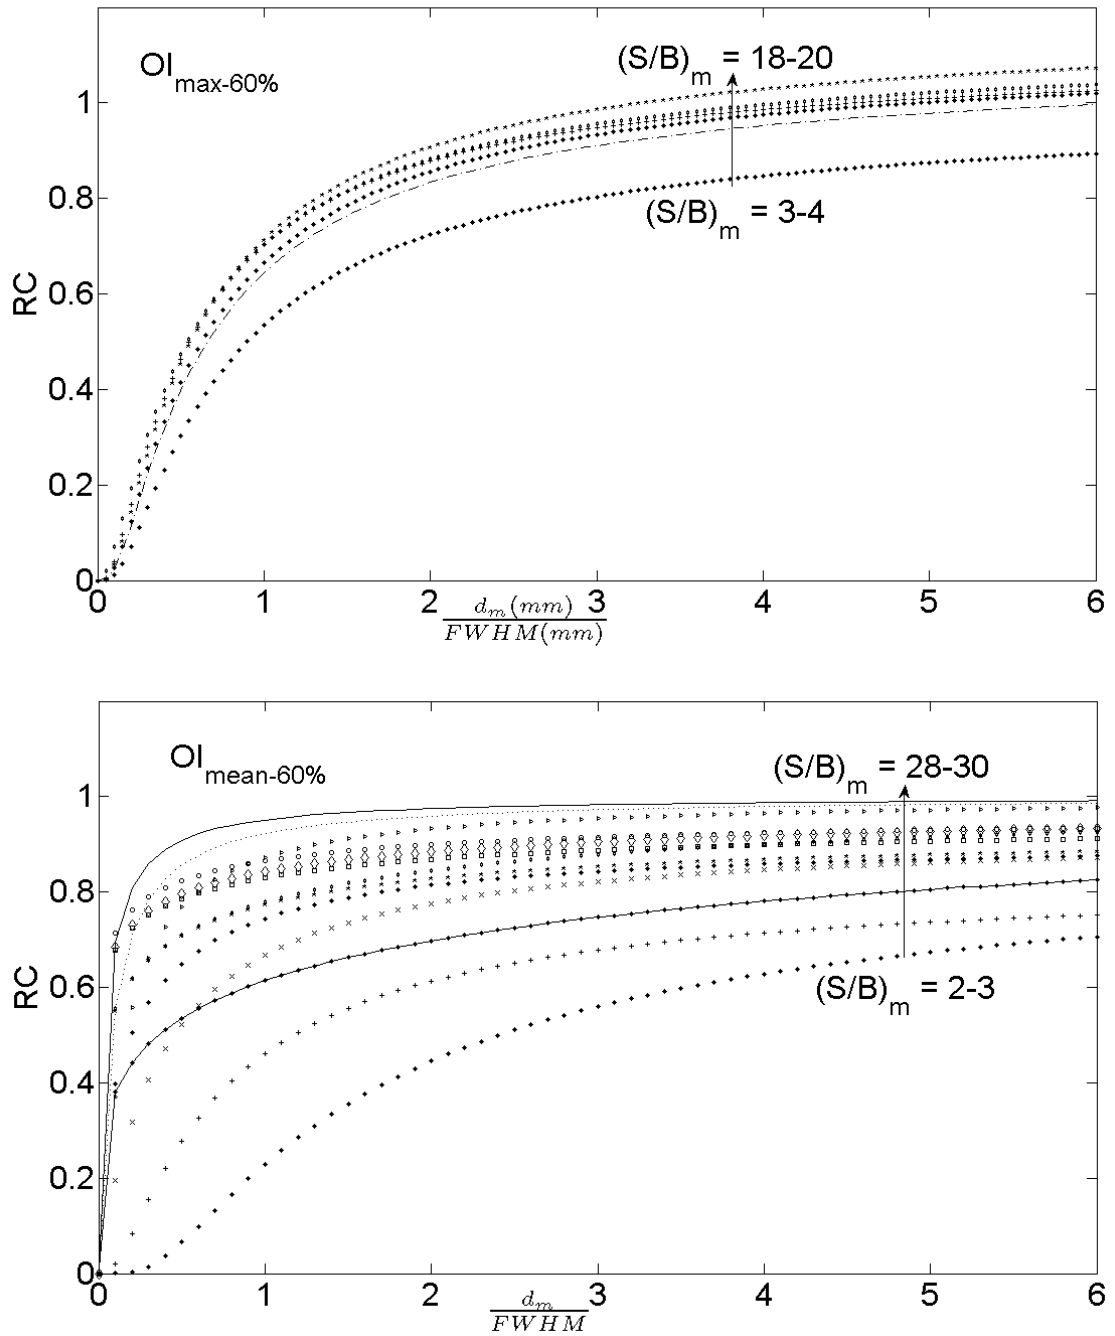 OI_max-60%
(S/B)_m = 18-20
(S/B)_m = 3-4
1
0.8
0.6
0.4
0.2
0
RC
0 1 2 3 4 5 6
d_m(mm)
FWHM(mm)
OI_mean-60%
(S/B)_m = 28-30
(S/B)_m = 2-3
1
0.8
0.6
0.4
0.2
0
RC
0 1 2 3 4 5 6
d_m
FWHM